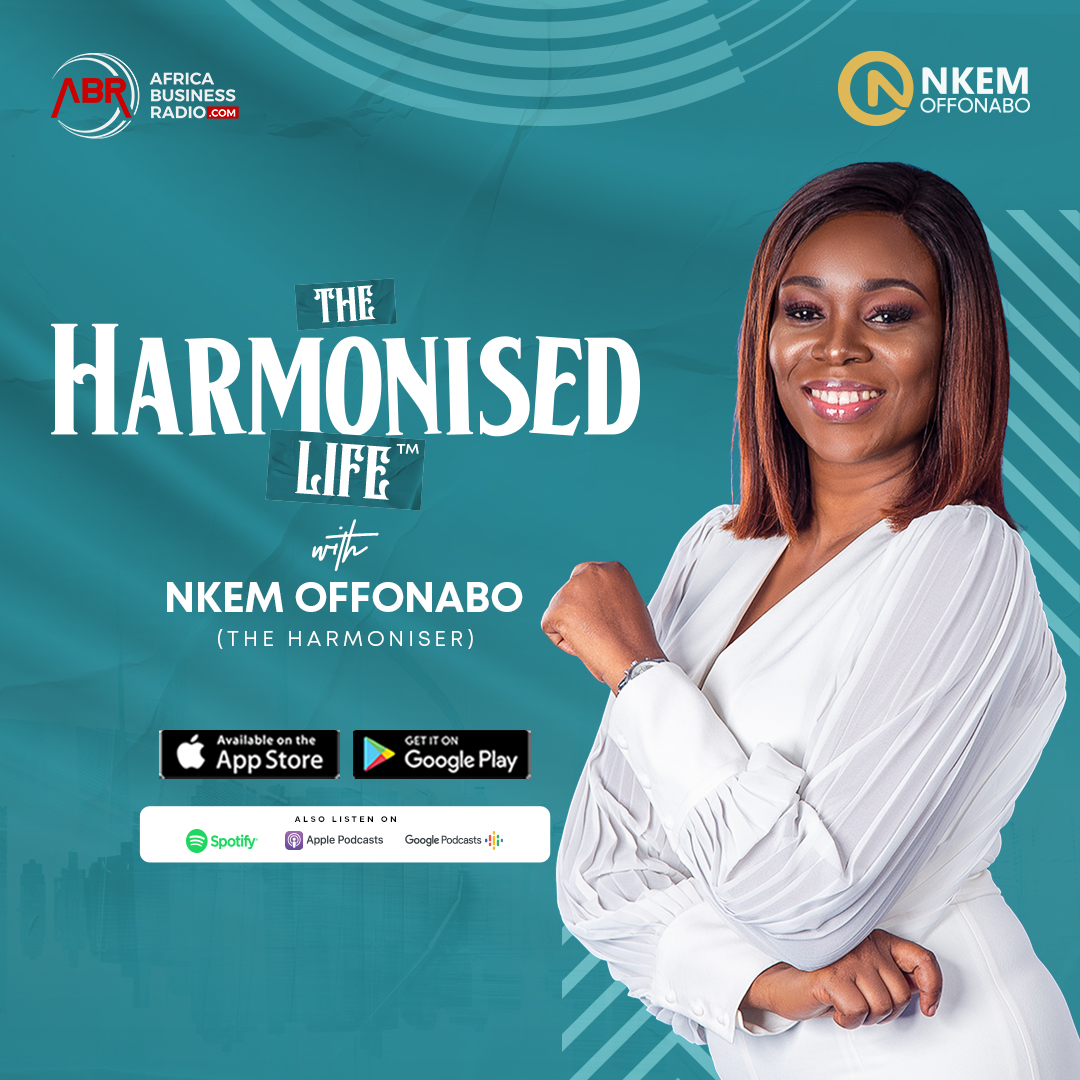 ABR
AFRICA
BUSINESS
RADIO.COM
NKEM
OFFONABO
THE
HARMONISED
LIFE™
with
NKEM OFFONABO
(THE HARMONISER)
Available on the
App Store
GET IT ON
Google Play
ALSO LISTEN ON
Spotify
Apple Podcasts
Google Podcasts